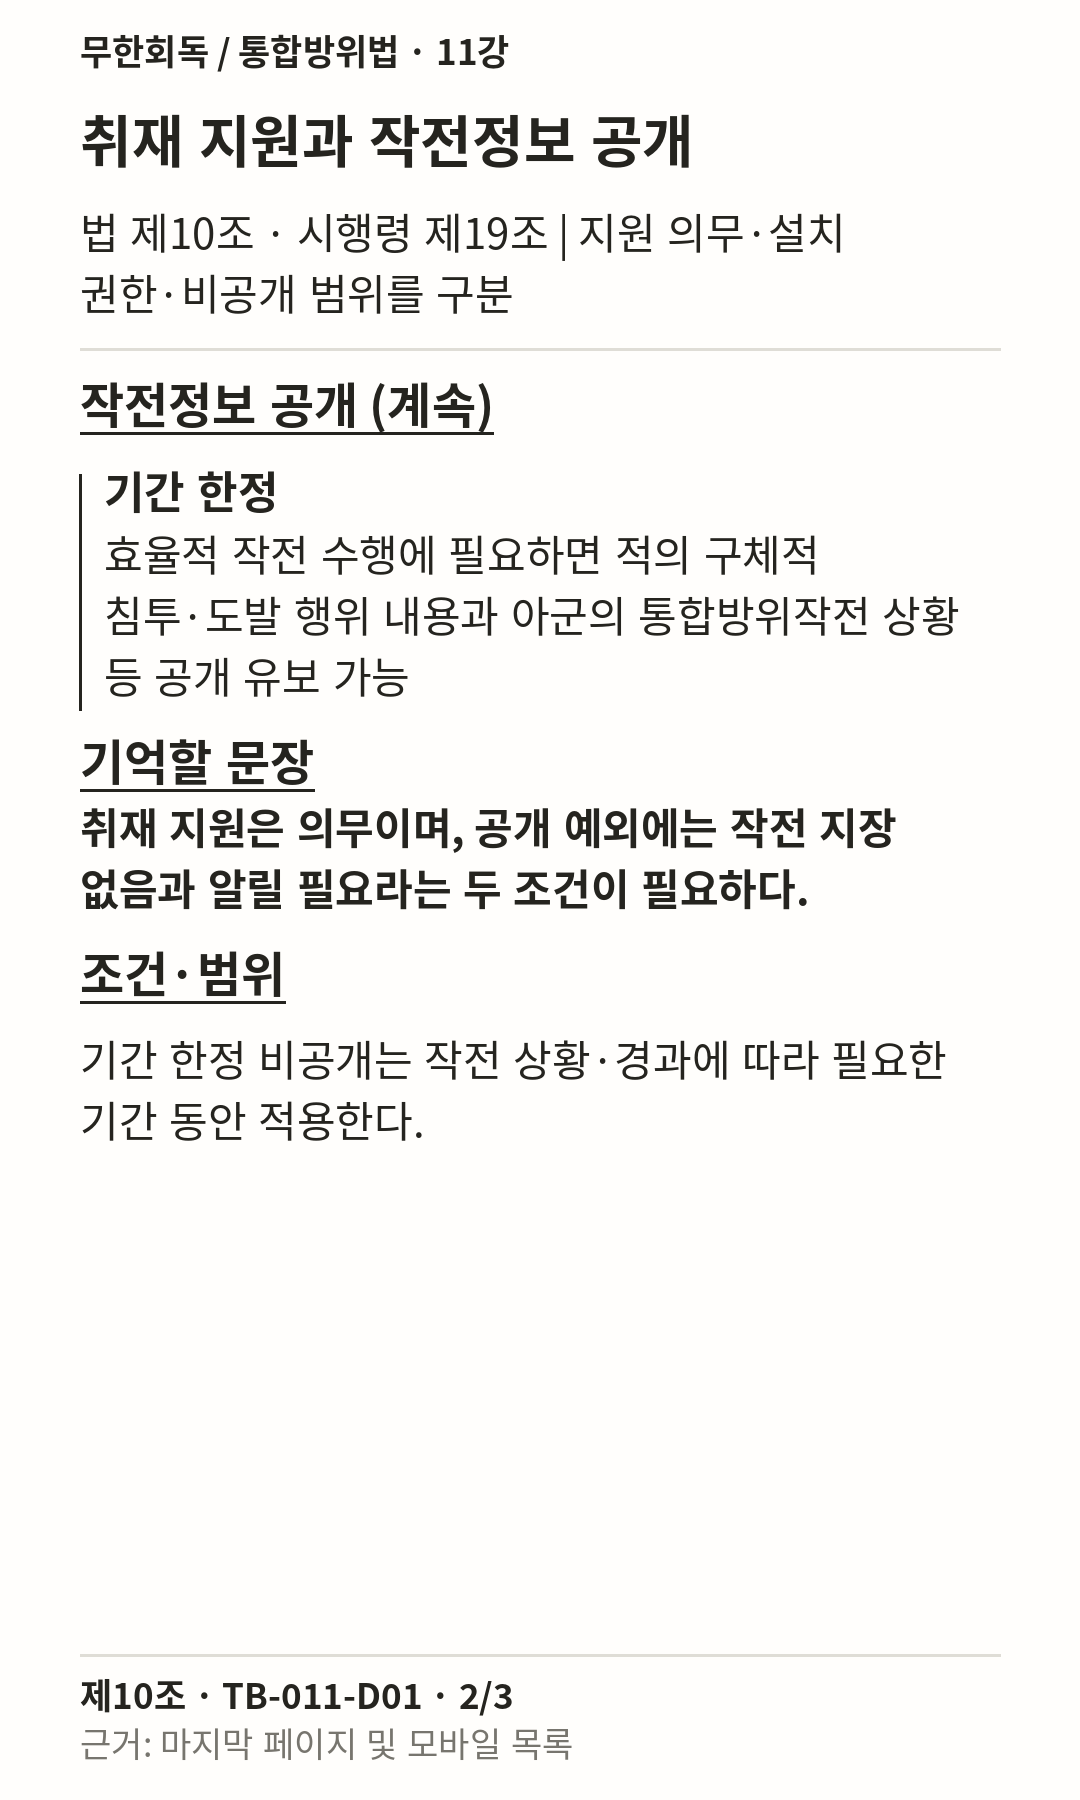 무한회독 / 통합방위법 · 11강
취재 지원과 작전정보 공개
법 제10조 · 시행령 제19조 | 지원 의무·설치
권한·비공개 범위를 구분
작전정보 공개 (계속)
기간 한정
효율적 작전 수행에 필요하면 적의 구체적
침투·도발 행위 내용과 아군의 통합방위작전 상황
등 공개 유보 가능
기억할 문장
취재 지원은 의무이며, 공개 예외에는 작전 지장
없음과 알릴 필요라는 두 조건이 필요하다.
조건·범위
기간 한정 비공개는 작전 상황·경과에 따라 필요한
기간 동안 적용한다.
제10조 · TB-011-D01 · 2/3
근거: 마지막 페이지 및 모바일 목록